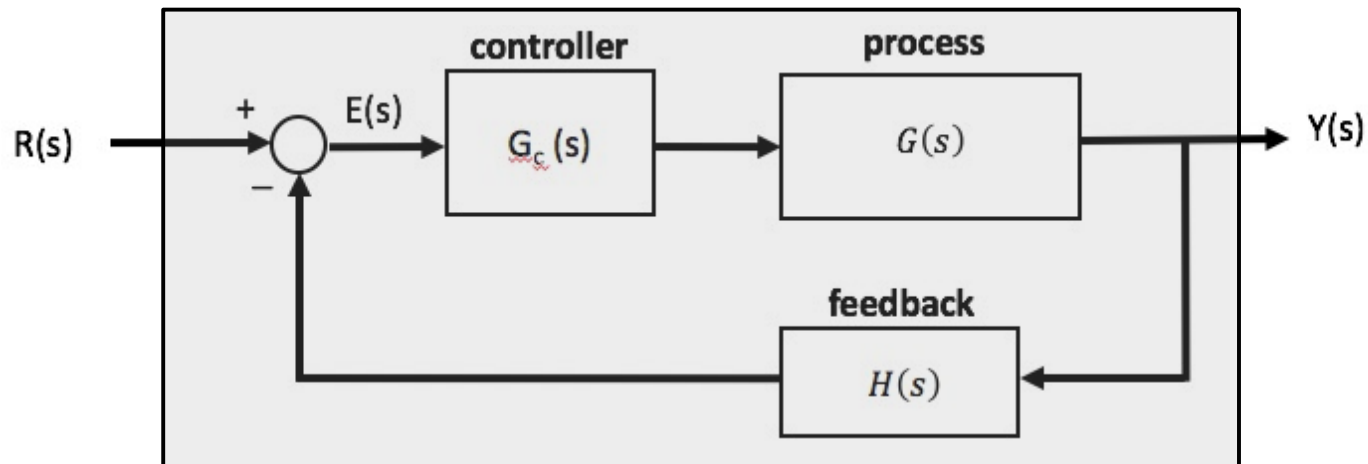 controller
process
R(s)
+
E(s)
G_c (s)
G(s)
Y(s)
−
feedback
H(s)